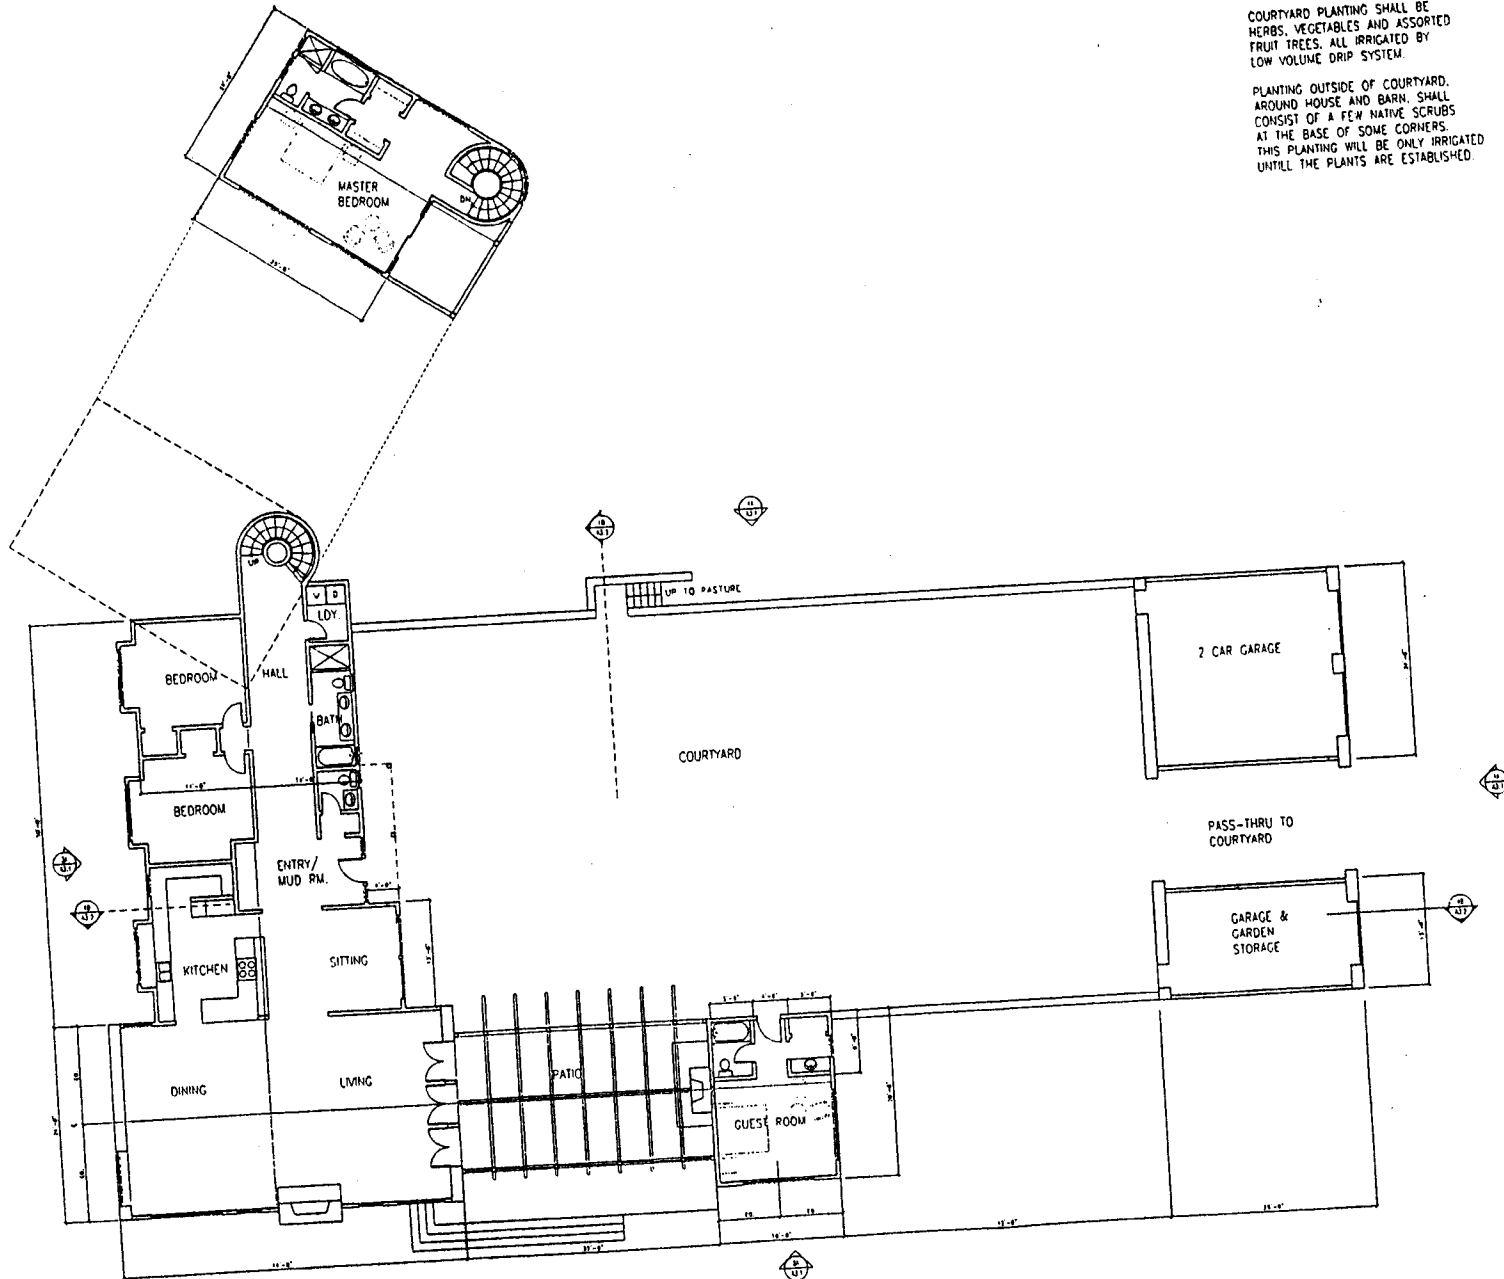 COURTYARD PLANTING SHALL BE
HERBS, VEGETABLES AND ASSORTED
FRUIT TREES, ALL IRRIGATED BY
LOW VOLUME DRIP SYSTEM.
PLANTING OUTSIDE OF COURTYARD,
AROUND HOUSE AND BARN, SHALL
CONSIST OF A FEW NATIVE SCRUBS
AT THE BASE OF SOME CORNERS.
THIS PLANTING WILL BE ONLY IRRIGATED
UNTILL THE PLANTS ARE ESTABLISHED.
MASTER
BEDROOM
DN
UP
W D
LDY.
UP TO PASTURE
2 CAR GARAGE
BEDROOM
HALL
BATH
COURTYARD
BEDROOM
PASS-THRU TO
COURTYARD
ENTRY/
MUD RM.
GARAGE &
GARDEN
STORAGE
KITCHEN
SITTING
DINING
LIVING
PATIO
GUEST ROOM